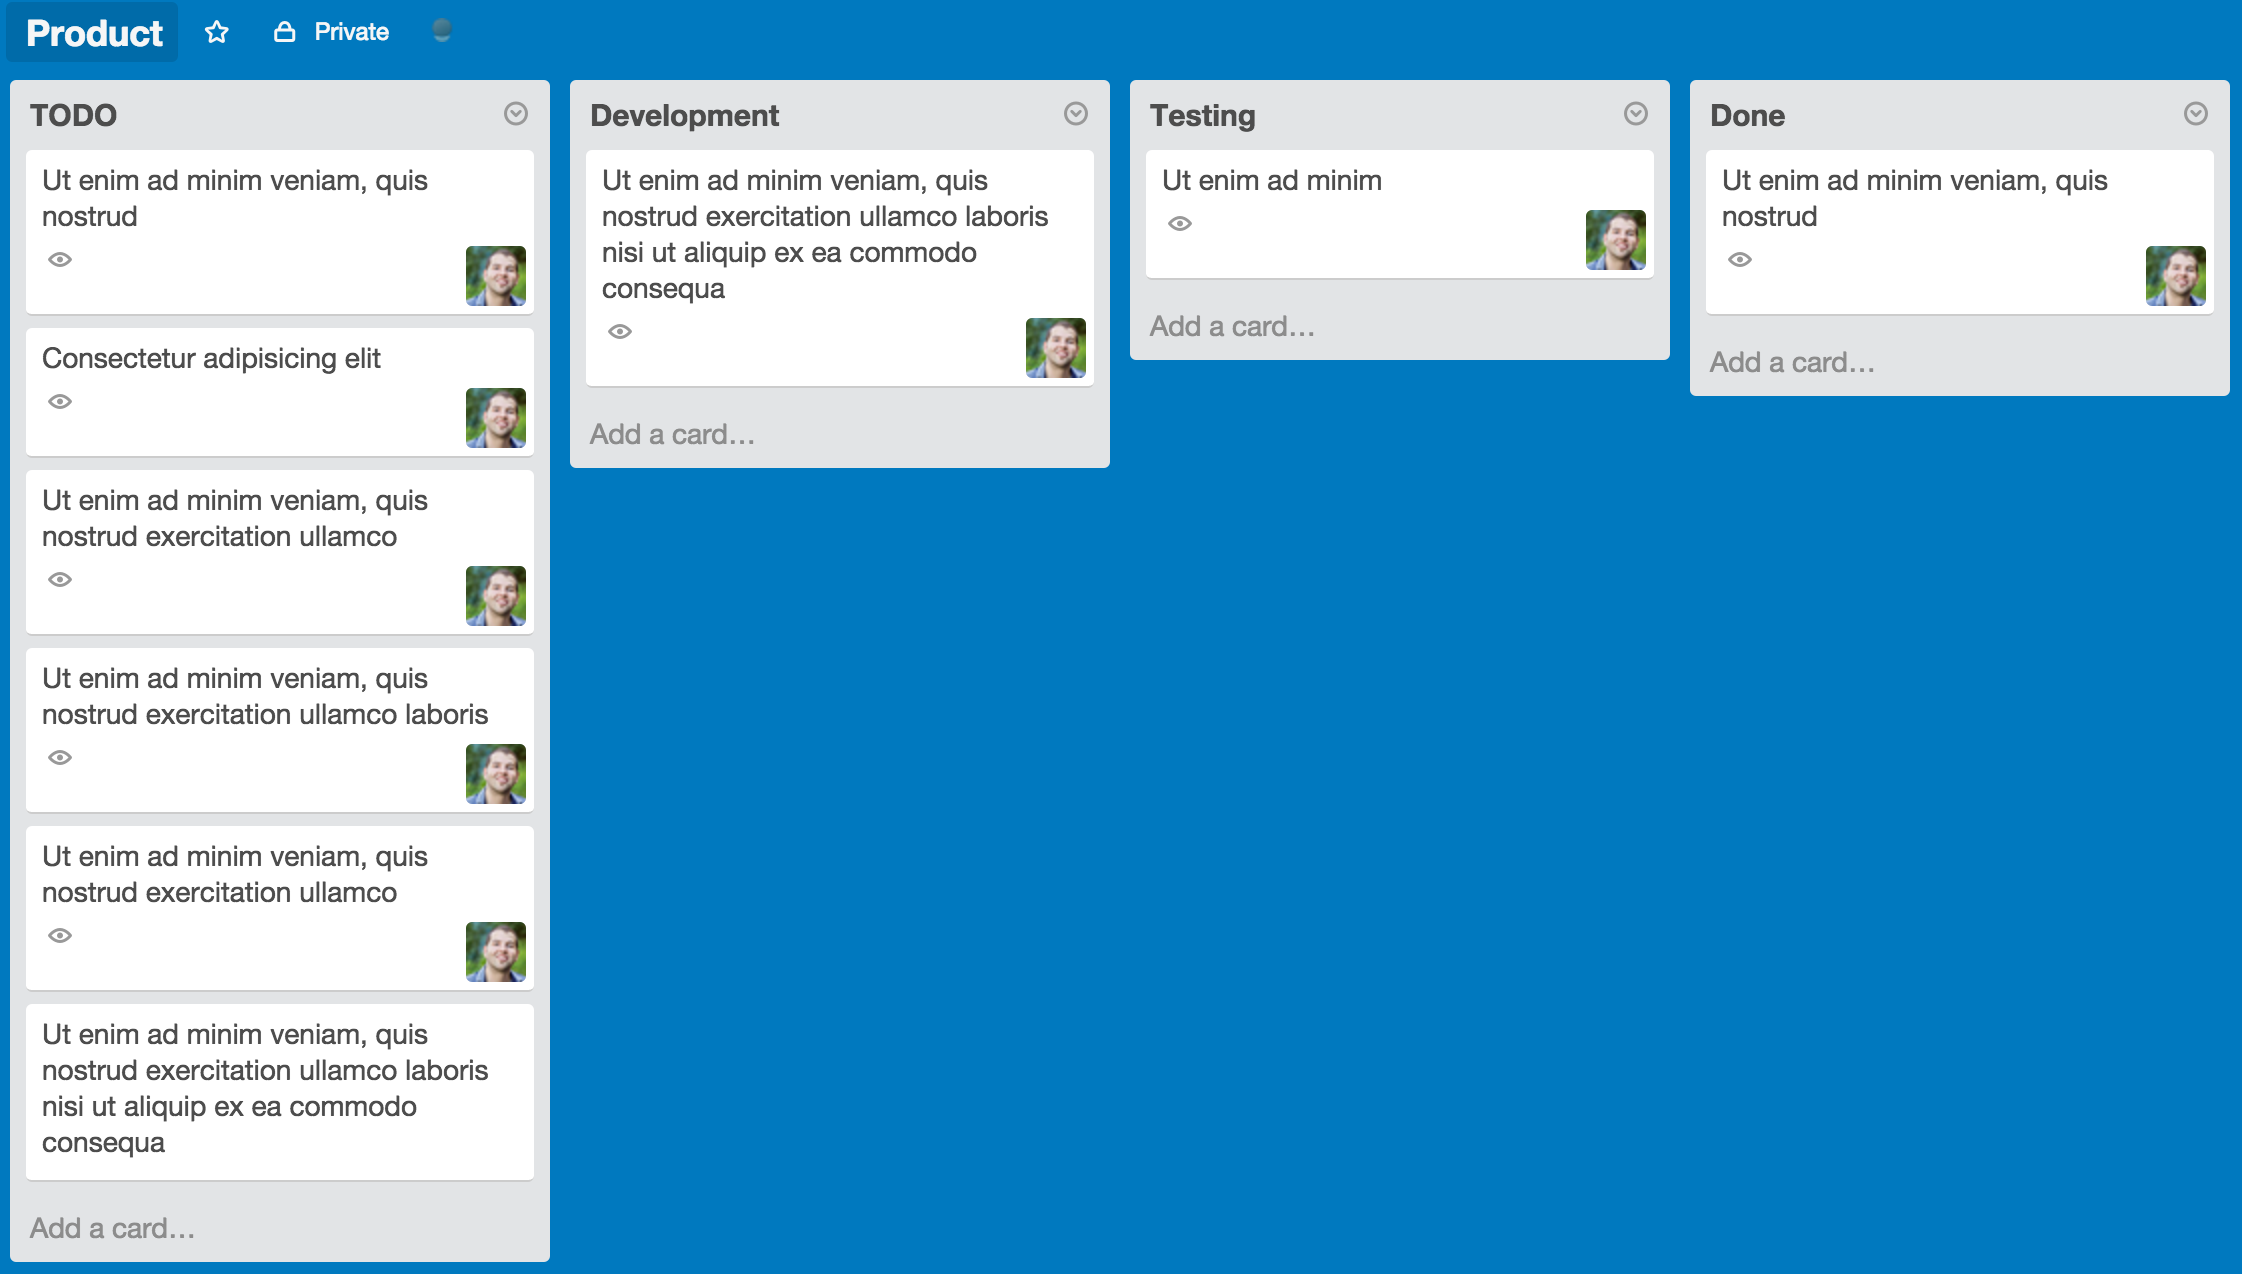 Product
Private
TODO
Ut enim ad minim veniam, quis
nostrud
Consectetur adipisicing elit
Ut enim ad minim veniam, quis
nostrud exercitation ullamco
Ut enim ad minim veniam, quis
nostrud exercitation ullamco laboris
Ut enim ad minim veniam, quis
nostrud exercitation ullamco
Ut enim ad minim veniam, quis
nostrud exercitation ullamco laboris
nisi ut aliquip ex ea commodo
consequa
Add a card…
Development
Ut enim ad minim veniam, quis
nostrud exercitation ullamco laboris
nisi ut aliquip ex ea commodo
consequa
Add a card…
Testing
Ut enim ad minim
Add a card…
Done
Ut enim ad minim veniam, quis
nostrud
Add a card…